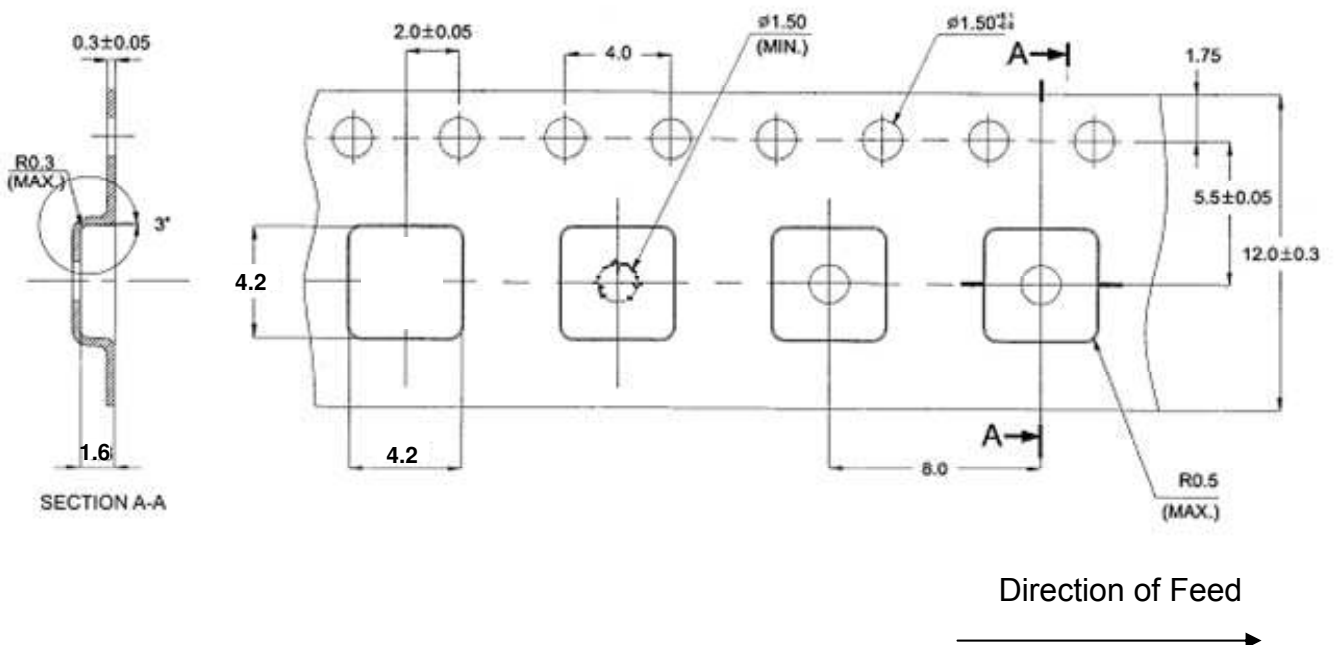 0.3±0.05
2.0±0.05
4.0
ø1.50
(MIN.)
ø1.50
A
1.75
R0.3
(MAX.)
3°
5.5±0.05
12.0±0.3
4.2
1.6
4.2
A
8.0
R0.5
(MAX.)
SECTION A-A
Direction of Feed